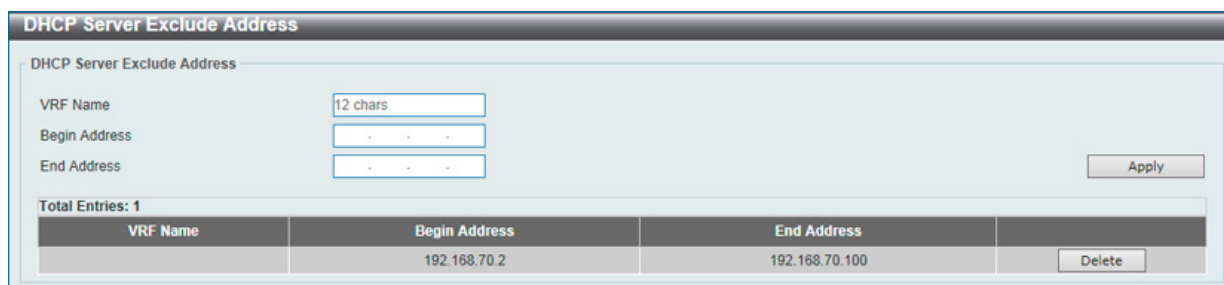 DHCP Server Exclude Address
DHCP Server Exclude Address
VRF Name 12 chars
Begin Address . . .
End Address . . . Apply
Total Entries: 1
VRF Name Begin Address End Address
192.168.70.2 192.168.70.100 Delete